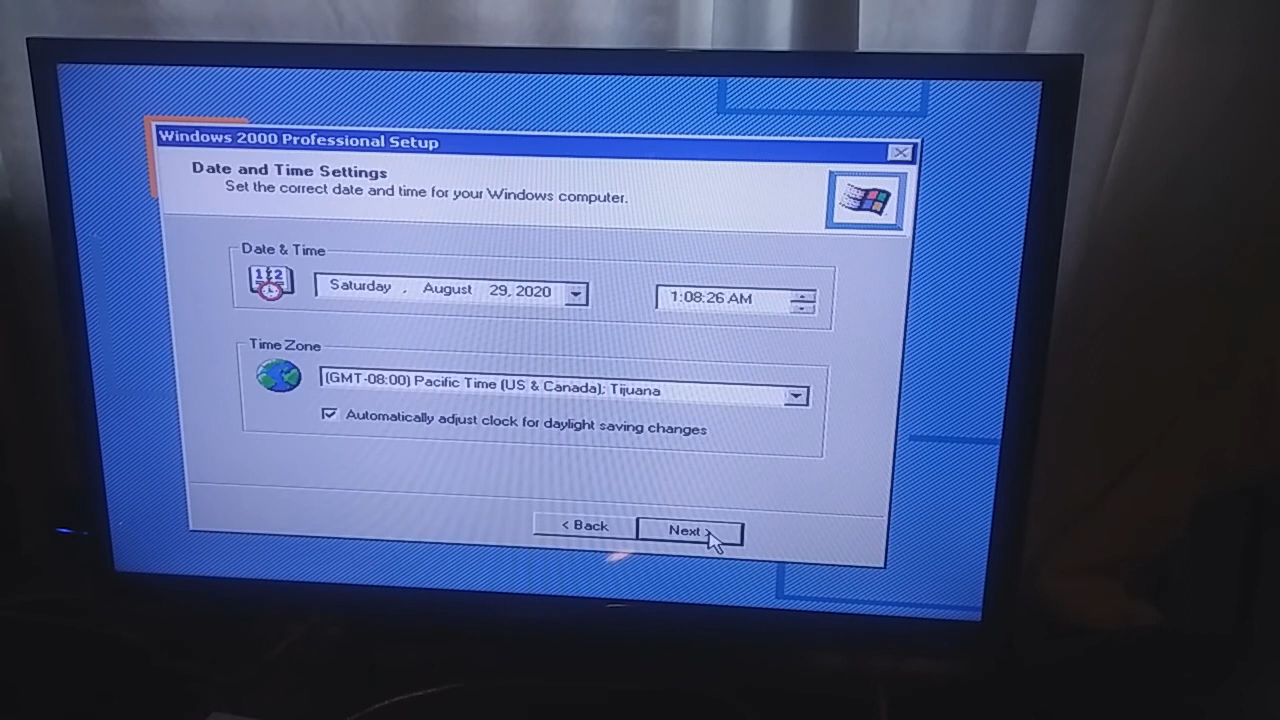 Windows 2000 Professional Setup
Date and Time Settings
Set the correct date and time for your Windows computer.
Date & Time
12
Saturday , August 29, 2020
1:08:26 AM
Time Zone
(GMT-08:00) Pacific Time (US & Canada); Tijuana
Automatically adjust clock for daylight saving changes
< Back
Next >